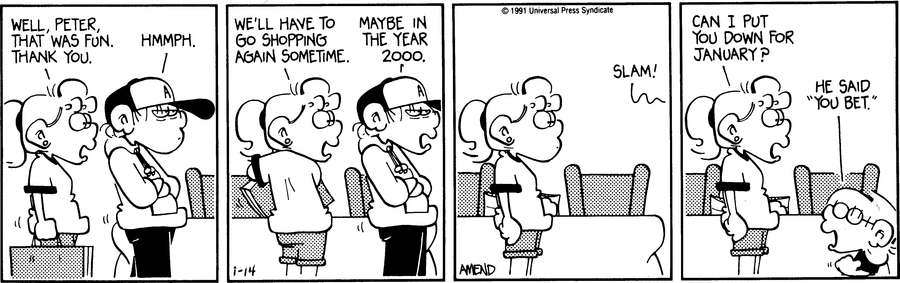 WELL, PETER,
THAT WAS FUN.
THANK YOU.
HMMPH.
A
WE'LL HAVE TO
GO SHOPPING
AGAIN SOMETIME.
MAYBE IN
THE YEAR
2000.
A
1-14
© 1991 Universal Press Syndicate
SLAM!
AMEND
CAN I PUT
YOU DOWN FOR
JANUARY?
HE SAID
"YOU BET."